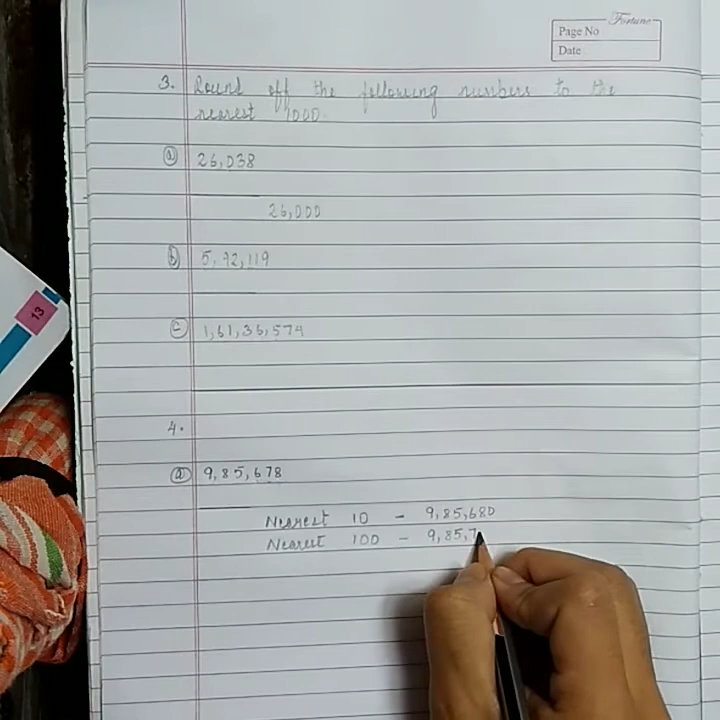 Fortune
Page No
Date
3. Round off the following numbers to the
nearest 1000.
(a) 26,038
26,000
(b) 5,92,119
(c) 1,61,36,574
13
4.
(a) 9,85,678
Nearest 10 - 9,85,680
Nearest 100 - 9,85,7